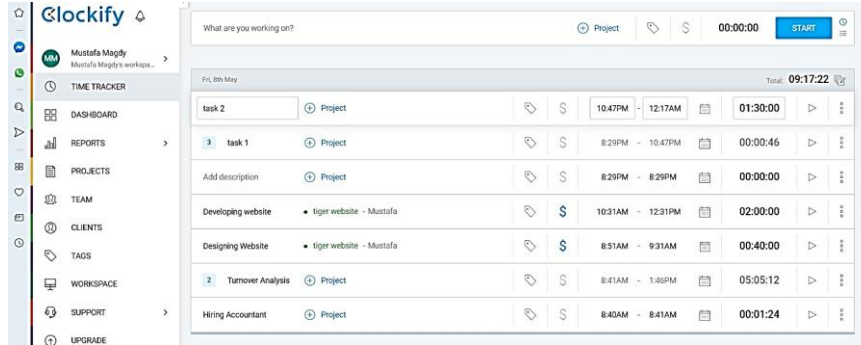 Clockify
Mustafa Magdy
Mustafa Magdy's workspa...
MM
TIME TRACKER
DASHBOARD
REPORTS
PROJECTS
TEAM
CLIENTS
TAGS
WORKSPACE
SUPPORT
UPGRADE
What are you working on? Project $ 00:00:00 START
Fri, 8th May Total: 09:17:22
task 2 Project $ 10:47PM - 12:17AM 01:30:00
3 task 1 Project $ 8:29PM - 10:47PM 00:00:46
Add description Project $ 8:29PM - 8:29PM 00:00:00
Developing website • tiger website - Mustafa $ 10:31AM - 12:31PM 02:00:00
Designing Website • tiger website - Mustafa $ 8:51AM - 9:31AM 00:40:00
2 Turnover Analysis Project $ 8:41AM - 1:46PM 05:05:12
Hiring Accountant Project $ 8:40AM - 8:41AM 00:01:24